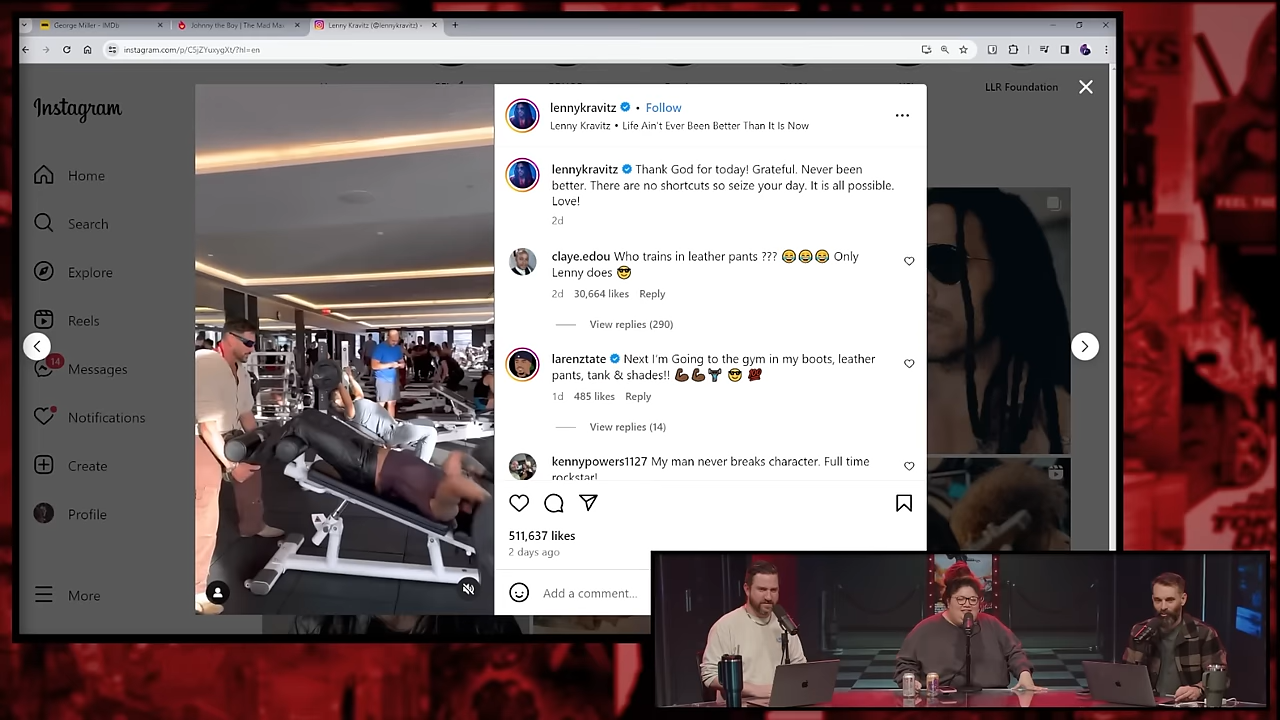 George Miller - IMDb
Johnny the Boy | The Mad Ma
Lenny Kravitz (@lennykravitz) -
instagram.com/p/C5jZYuxyqXt/?hl=en
Instagram
Home
Search
Explore
Reels
14
Messages
Notifications
Create
Profile
More
LLR Foundation
lennykravitz • Follow
Lenny Kravitz • Life Ain't Ever Been Better Than It Is Now
lennykravitz Thank God for today! Grateful. Never been
better. There are no shortcuts so seize your day. It is all possible.
Love!
2d
claye.edou Who trains in leather pants ??? 😂😂😂 Only
Lenny does 😎
2d 30,664 likes Reply
View replies (290)
larenztate Next I'm Going to the gym in my boots, leather
pants, tank & shades!! 💪🏿💪🏿 😎 💯
1d 485 likes Reply
View replies (14)
kennypowers1127 My man never breaks character. Full time
rockstar!
511,637 likes
2 days ago
Add a comment...
FEEL THE